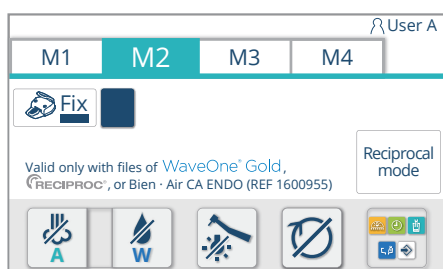 User A
M1 M2 M3 M4
Fix
Valid only with files of WaveOne® Gold,
RECIPROC®, or Bien · Air CA ENDO (REF 1600955)
Reciprocal
mode
A W